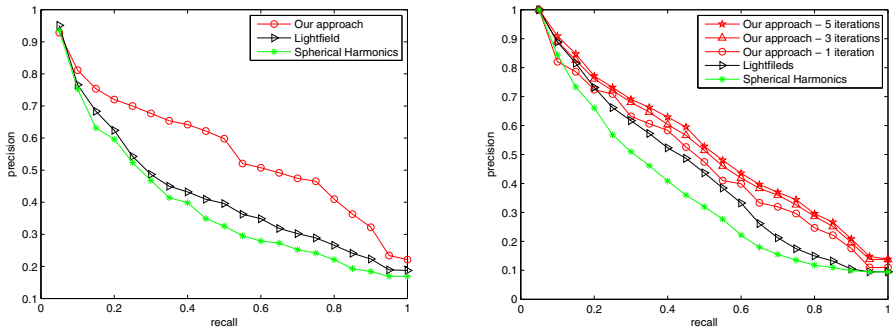 1
0.9
0.8
0.7
0.6
0.5
0.4
0.3
0.2
0.1
0
0.2
0.4
0.6
0.8
1
precision
recall
Our approach
Lightfield
Spherical Harmonics
1
0.9
0.8
0.7
0.6
0.5
0.4
0.3
0.2
0.1
0
0
0.2
0.4
0.6
0.8
1
precision
recall
Our approach - 5 iterations
Our approach - 3 iterations
Our approach - 1 iteration
Lightfileds
Spherical Harmonics